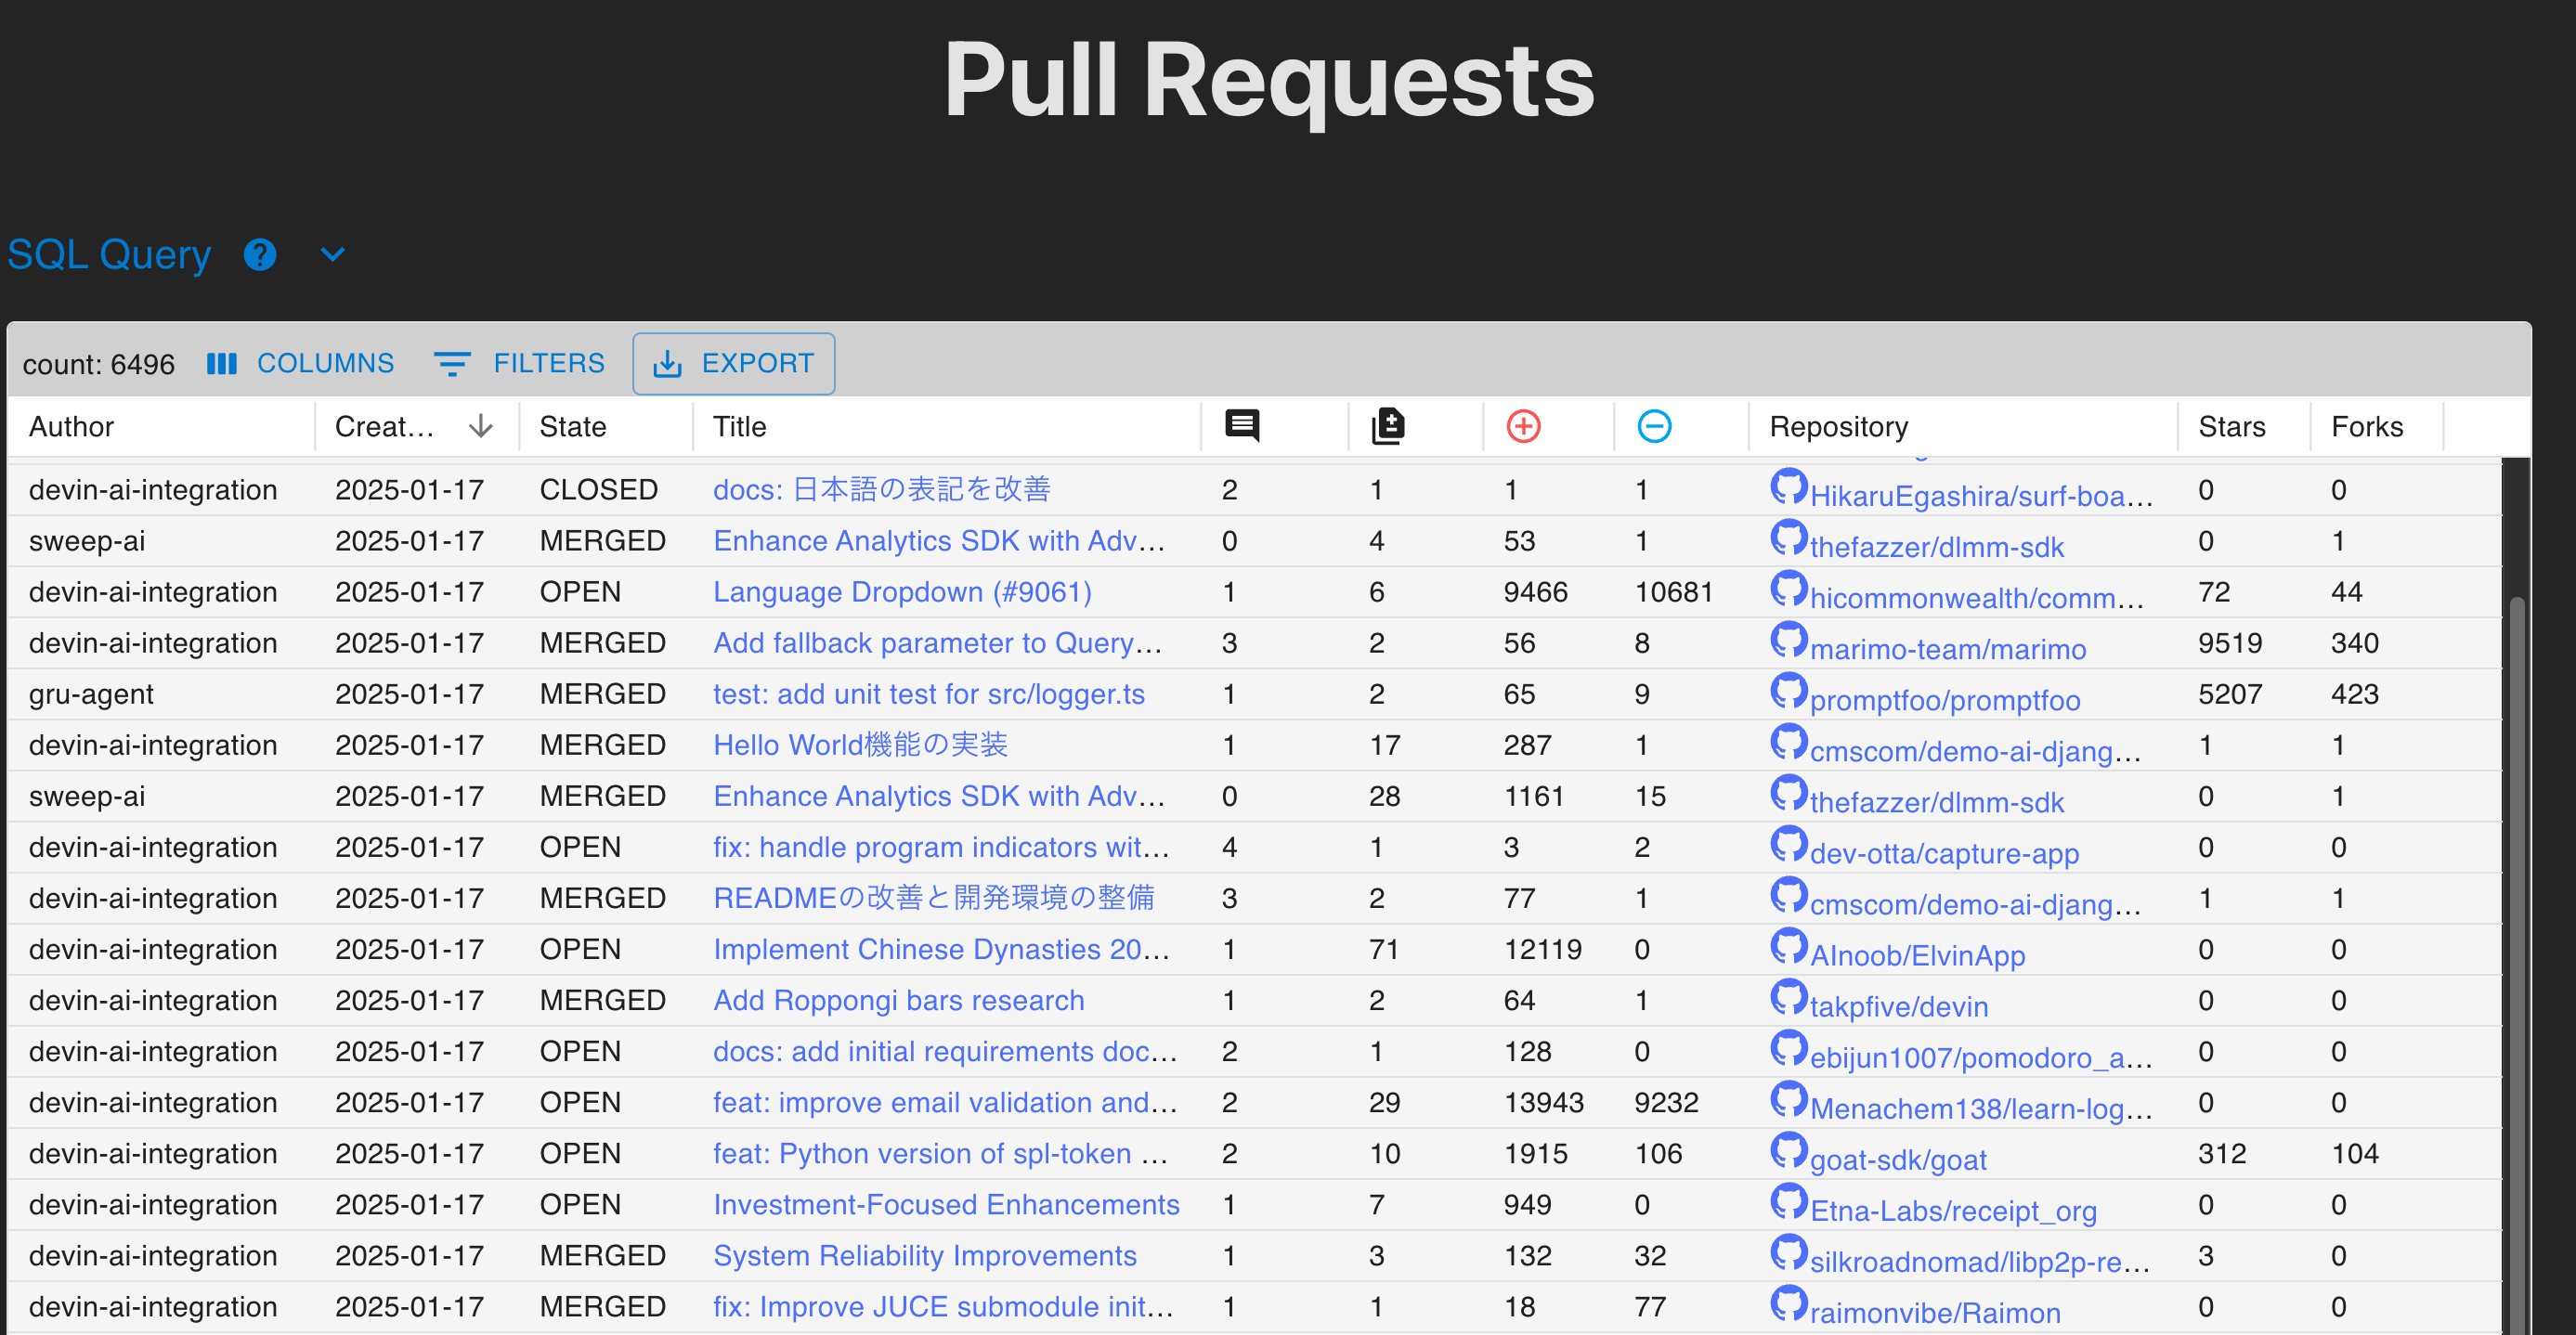 Pull Requests
SQL Query
count: 6496 COLUMNS FILTERS EXPORT
Author Creat... State Title Repository Stars Forks
devin-ai-integration 2025-01-17 CLOSED docs: 日本語の表記を改善 2 1 1 1 HikaruEgashira/surf-boa... 0 0
sweep-ai 2025-01-17 MERGED Enhance Analytics SDK with Adv... 0 4 53 1 thefazzer/dlmm-sdk 0 1
devin-ai-integration 2025-01-17 OPEN Language Dropdown (#9061) 1 6 9466 10681 hicommonwealth/comm... 72 44
devin-ai-integration 2025-01-17 MERGED Add fallback parameter to Query... 3 2 56 8 marimo-team/marimo 9519 340
gru-agent 2025-01-17 MERGED test: add unit test for src/logger.ts 1 2 65 9 promptfoo/promptfoo 5207 423
devin-ai-integration 2025-01-17 MERGED Hello World機能の実装 1 17 287 1 cmscom/demo-ai-djang... 1 1
sweep-ai 2025-01-17 MERGED Enhance Analytics SDK with Adv... 0 28 1161 15 thefazzer/dlmm-sdk 0 1
devin-ai-integration 2025-01-17 OPEN fix: handle program indicators wit... 4 1 3 2 dev-otta/capture-app 0 0
devin-ai-integration 2025-01-17 MERGED READMEの改善と開発環境の整備 3 2 77 1 cmscom/demo-ai-djang... 1 1
devin-ai-integration 2025-01-17 OPEN Implement Chinese Dynasties 20... 1 71 12119 0 AInoob/ElvinApp 0 0
devin-ai-integration 2025-01-17 MERGED Add Roppongi bars research 1 2 64 1 takpfive/devin 0 0
devin-ai-integration 2025-01-17 OPEN docs: add initial requirements doc... 2 1 128 0 ebijun1007/pomodoro_a... 0 0
devin-ai-integration 2025-01-17 OPEN feat: improve email validation and... 2 29 13943 9232 Menachem138/learn-log... 0 0
devin-ai-integration 2025-01-17 OPEN feat: Python version of spl-token ... 2 10 1915 106 goat-sdk/goat 312 104
devin-ai-integration 2025-01-17 OPEN Investment-Focused Enhancements 1 7 949 0 Etna-Labs/receipt_org 0 0
devin-ai-integration 2025-01-17 MERGED System Reliability Improvements 1 3 132 32 silkroadnomad/libp2p-re... 3 0
devin-ai-integration 2025-01-17 MERGED fix: Improve JUCE submodule init... 1 1 18 77 raimonvibe/Raimon 0 0